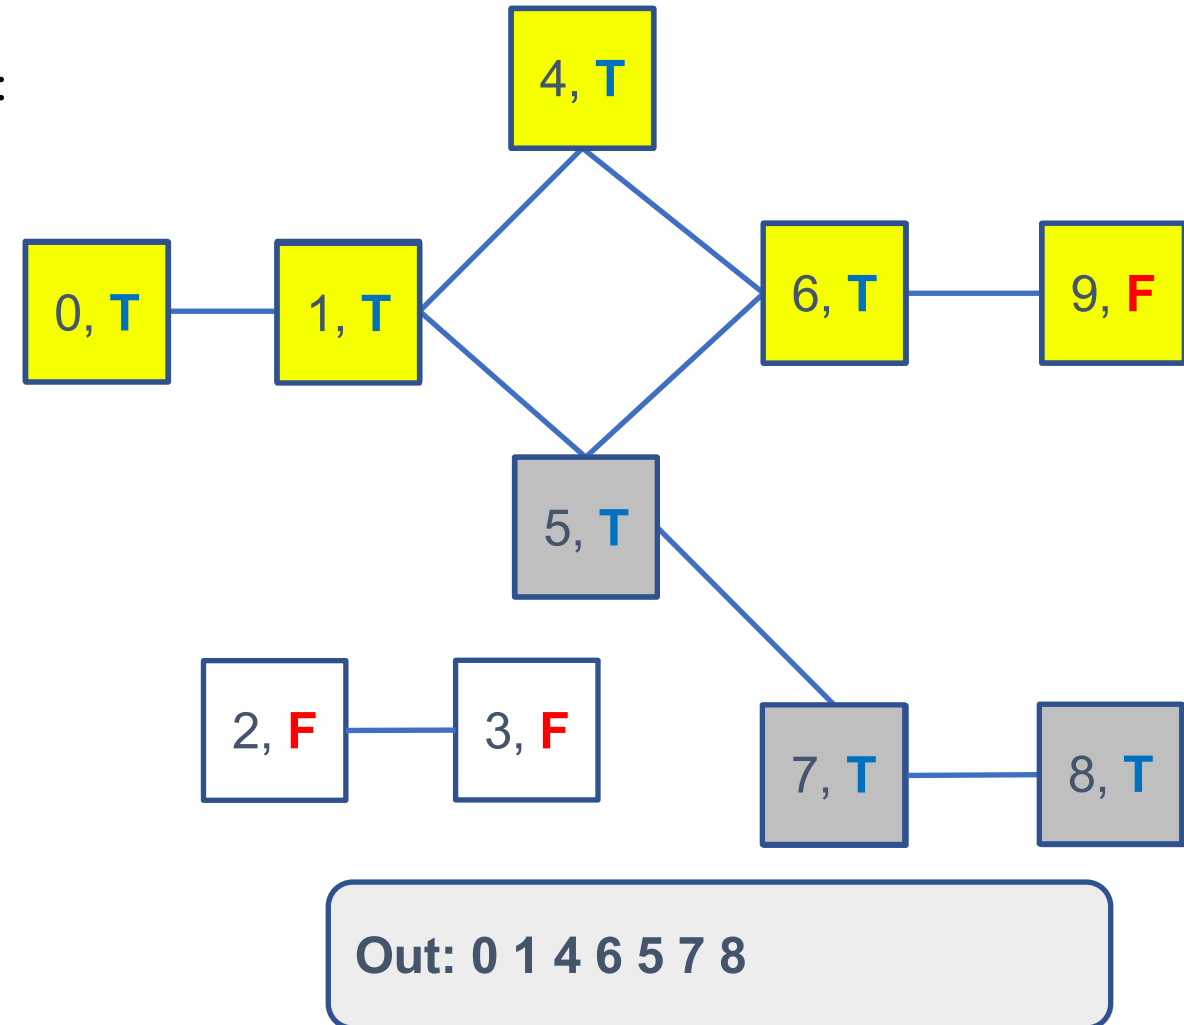 :
4, T
0, T
1, T
6, T
9, F
5, T
2, F
3, F
7, T
8, T
Out: 0 1 4 6 5 7 8